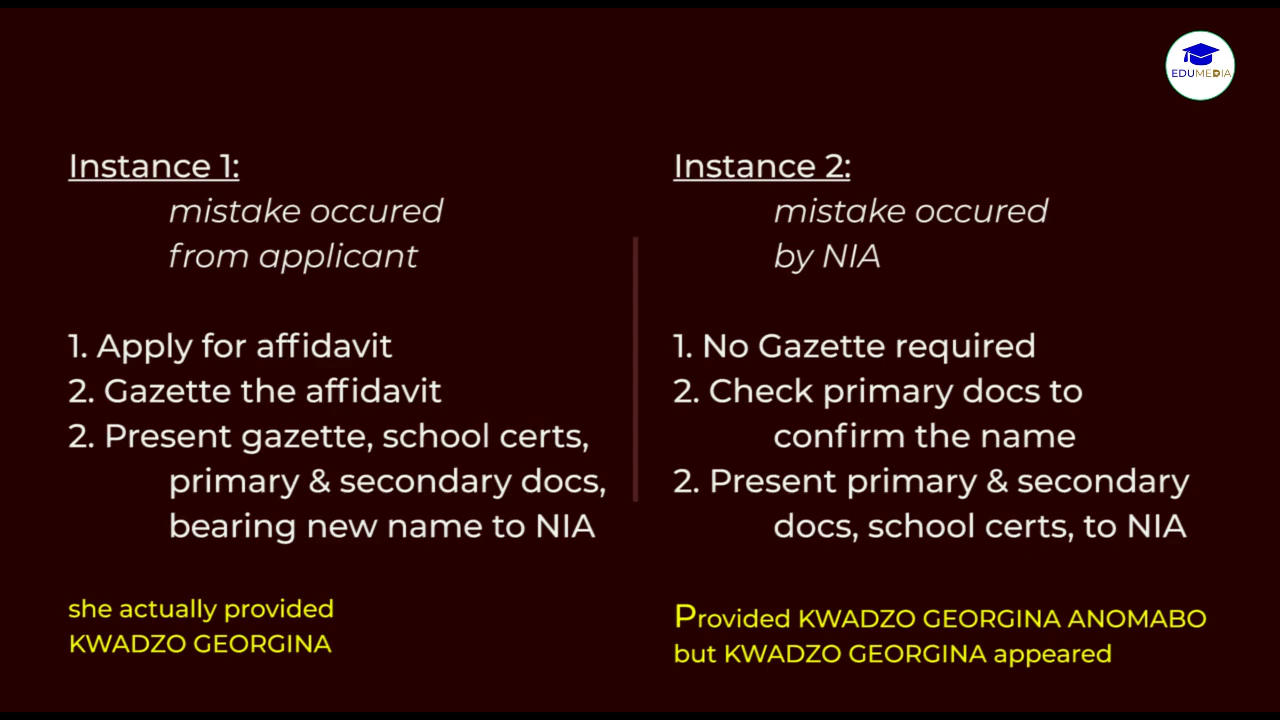 EDUMEDIA
Instance 1:
mistake occured
from applicant
1. Apply for affidavit
2. Gazette the affidavit
2. Present gazette, school certs,
primary & secondary docs,
bearing new name to NIA
she actually provided
KWADZO GEORGINA
Instance 2:
mistake occured
by NIA
1. No Gazette required
2. Check primary docs to
confirm the name
2. Present primary & secondary
docs, school certs, to NIA
Provided KWADZO GEORGINA ANOMABO
but KWADZO GEORGINA appeared